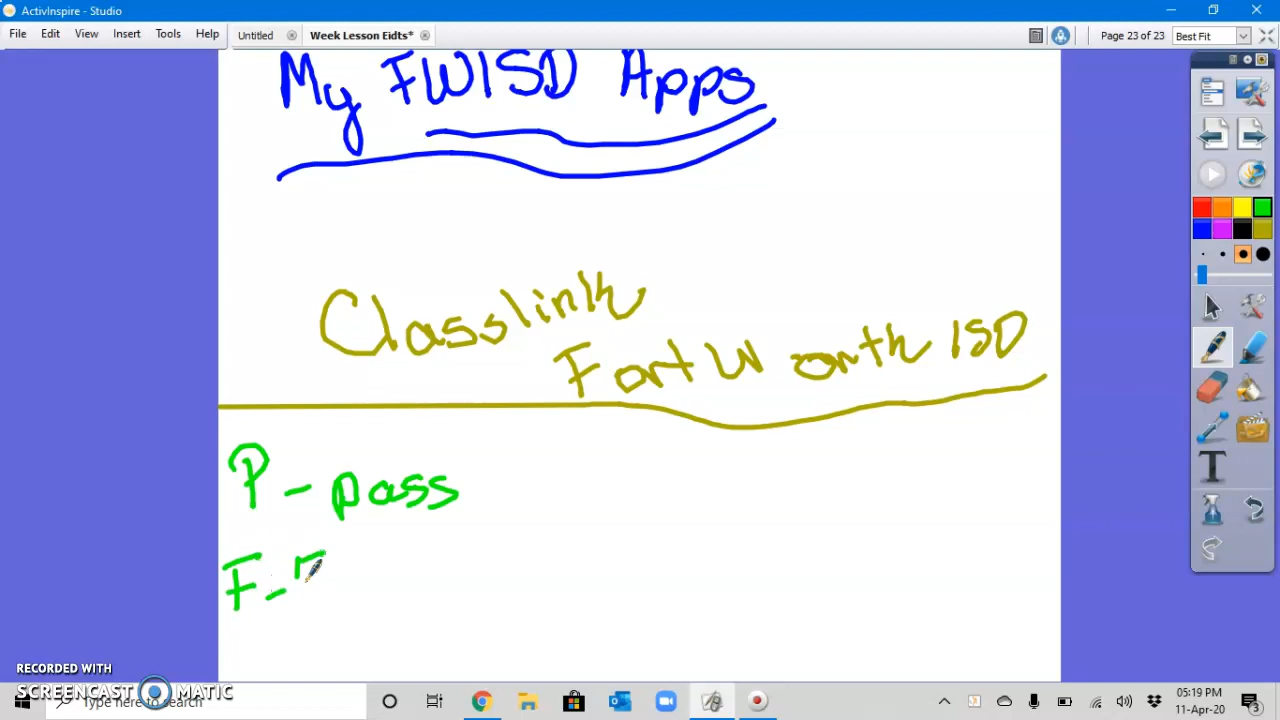 ActivInspire - Studio
File Edit View Insert Tools Help Untitled Week Lesson Eidts* Page 23 of 23 Best Fit
My FWISD Apps
Classlink
Fort Worth ISD
P - pass
F -
RECORDED WITH
SCREENCAST MATIC
Type here to search
05:19 PM
11-Apr-20
3
T